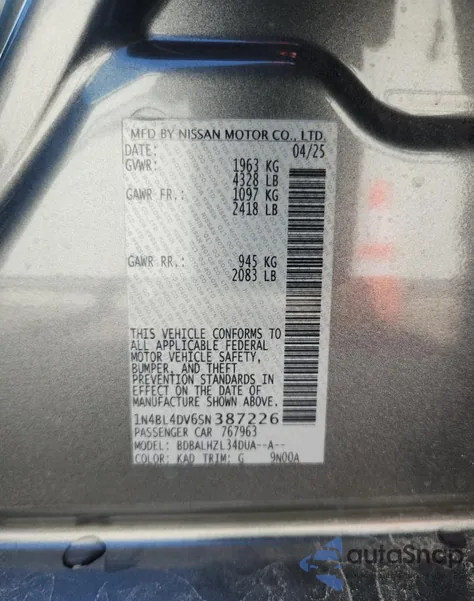 MFD BY NISSAN MOTOR CO., LTD.
DATE: 04/25
GVWR: 1963 KG
4328 LB
GAWR FR.: 1097 KG
2418 LB
GAWR RR.: 945 KG
2083 LB
THIS VEHICLE CONFORMS TO
ALL APPLICABLE FEDERAL
MOTOR VEHICLE SAFETY,
BUMPER, AND THEFT
PREVENTION STANDARDS IN
EFFECT ON THE DATE OF
MANUFACTURE SHOWN ABOVE.
1N4BL4DV6SN387226
PASSENGER CAR 767963
MODEL: BDBALHZL34DUA--A--
COLOR: KAD TRIM: G 9N00A
autoSnap